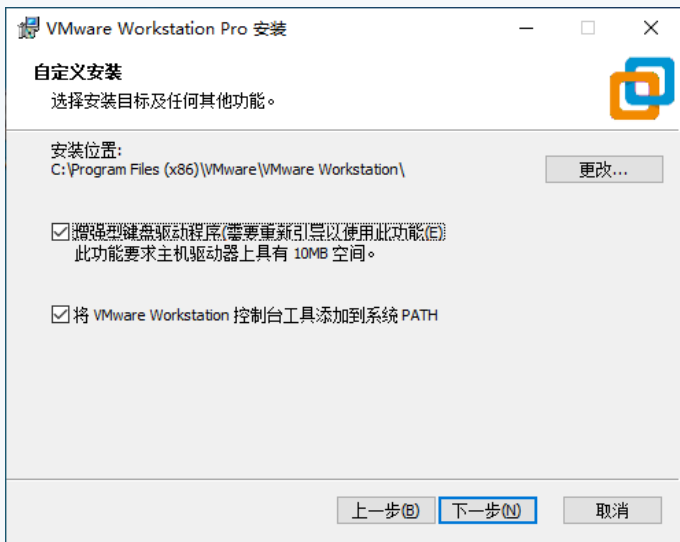 VMware Workstation Pro 安装
自定义安装
选择安装目标及任何其他功能。
安装位置:
C:\Program Files (x86)\VMware\VMware Workstation\
更改...
增强型键盘驱动程序(需要重新引导以使用此功能(E)
此功能要求主机驱动器上具有 10MB 空间。
将 VMware Workstation 控制台工具添加到系统 PATH
上一步(B) 下一步(N) 取消